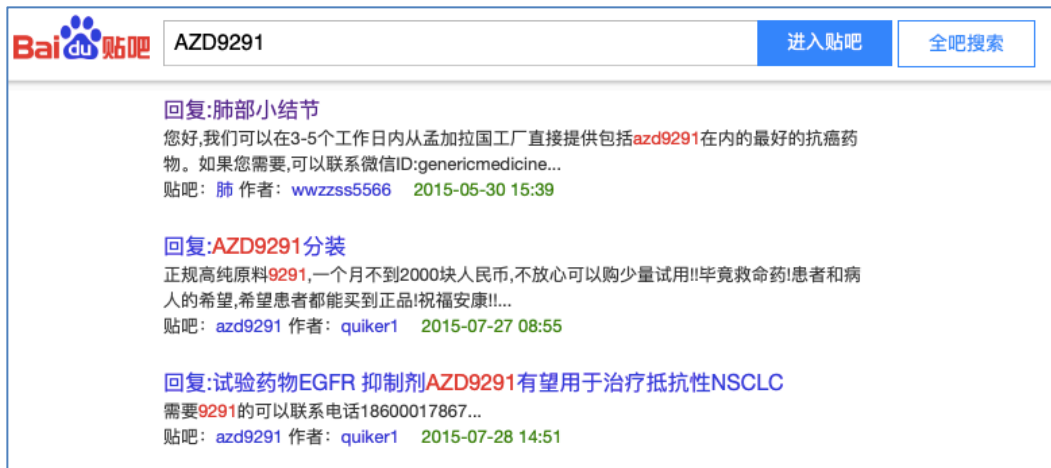 Bai du 贴吧 AZD9291 进入贴吧 全吧搜索
回复:肺部小结节
您好,我们可以在3-5个工作日内从孟加拉国工厂直接提供包括azd9291在内的最好的抗癌药
物。如果您需要,可以联系微信ID:genericmedicine...
贴吧：肺 作者：wwzzss5566 2015-05-30 15:39
回复:AZD9291分装
正规高纯原料9291,一个月不到2000块人民币,不放心可以购少量试用!!毕竟救命药!患者和病
人的希望,希望患者都能买到正品!祝福安康!!...
贴吧：azd9291 作者：quiker1 2015-07-27 08:55
回复:试验药物EGFR 抑制剂AZD9291有望用于治疗抵抗性NSCLC
需要9291的可以联系电话18600017867...
贴吧：azd9291 作者：quiker1 2015-07-28 14:51